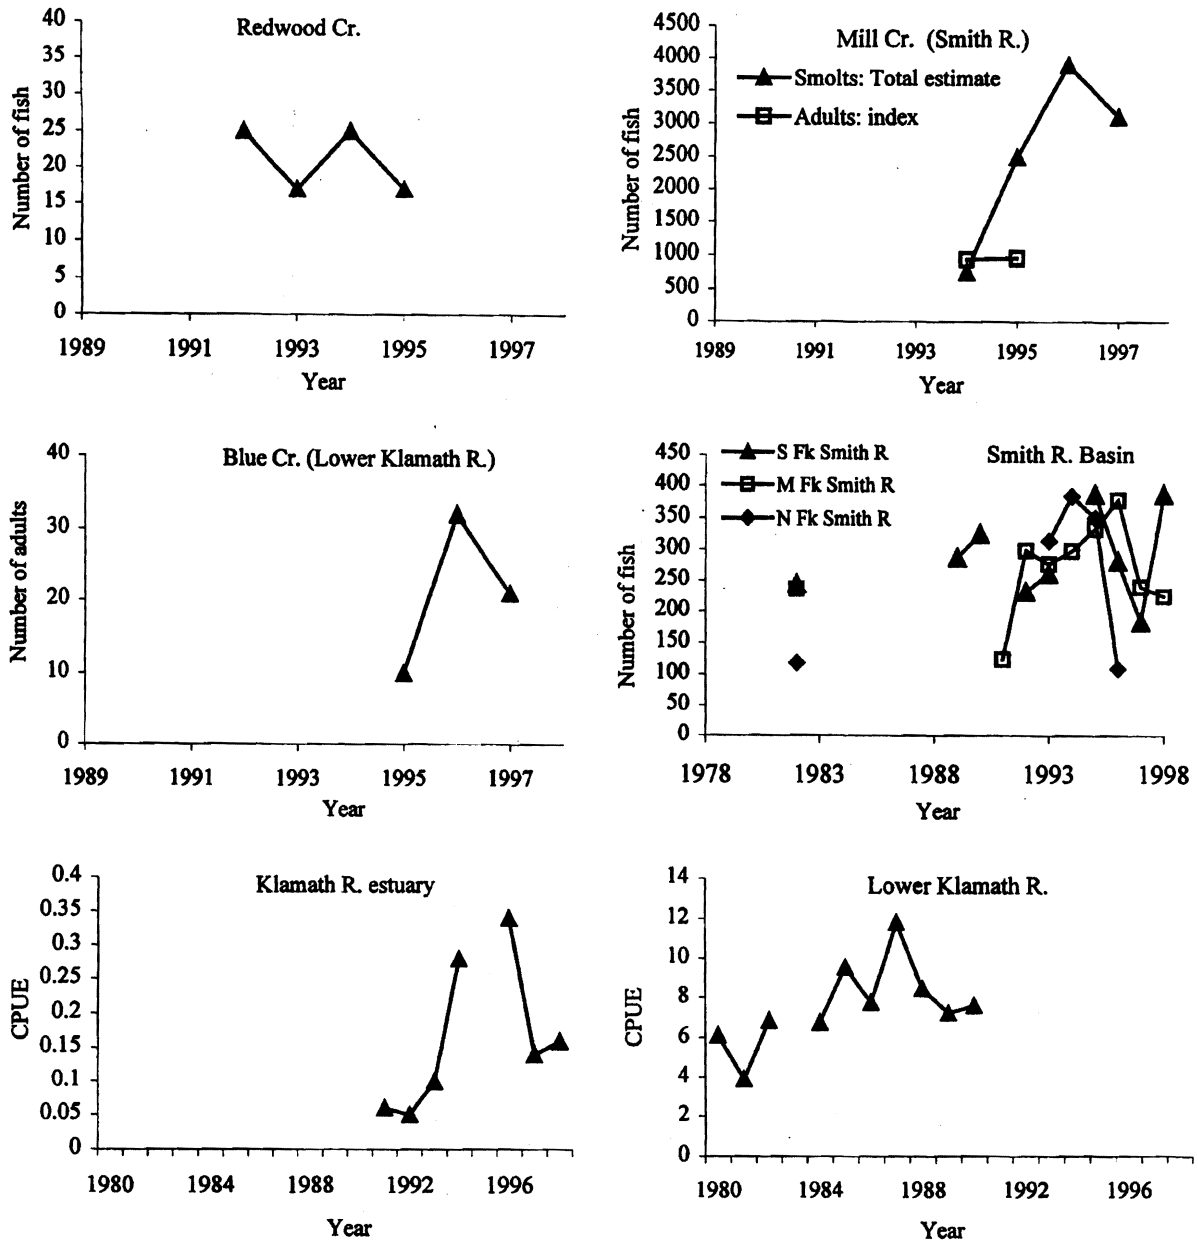 Redwood Cr.
40
35
30
25
20
15
10
5
0
Number of fish
1989 1991 1993 1995 1997
Year
Mill Cr. (Smith R.)
Smolts: Total estimate
Adults: index
4500
4000
3500
3000
2500
2000
1500
1000
500
0
Number of fish
1989 1991 1993 1995 1997
Year
Blue Cr. (Lower Klamath R.)
40
30
20
10
0
Number of adults
1989 1991 1993 1995 1997
Year
Smith R. Basin
S Fk Smith R
M Fk Smith R
N Fk Smith R
450
400
350
300
250
200
150
100
50
0
Number of fish
1978 1983 1988 1993 1998
Year
Klamath R. estuary
0.4
0.35
0.3
0.25
0.2
0.15
0.1
0.05
0
CPUE
1980 1984 1988 1992 1996
Year
Lower Klamath R.
14
12
10
8
6
4
2
0
CPUE
1980 1984 1988 1992 1996
Year